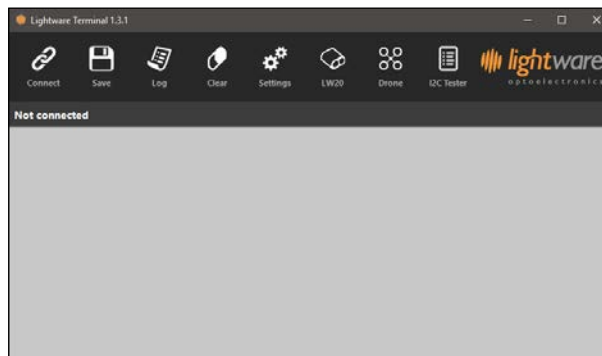 Lightware Terminal 1.3.1
Connect Save Log Clear Settings LW20 Drone I2C Tester
lightware
optoelectronics
Not connected